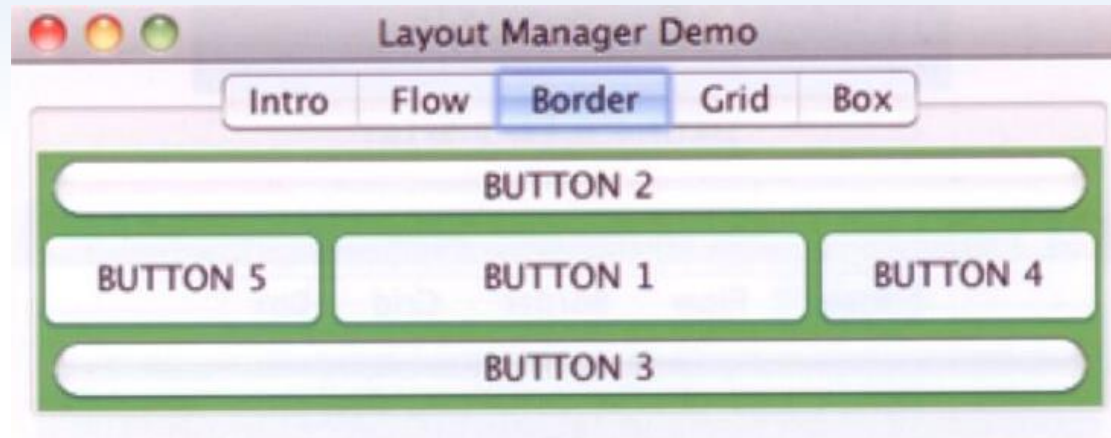 Layout Manager Demo
Intro Flow Border Grid Box
BUTTON 2
BUTTON 5 BUTTON 1 BUTTON 4
BUTTON 3